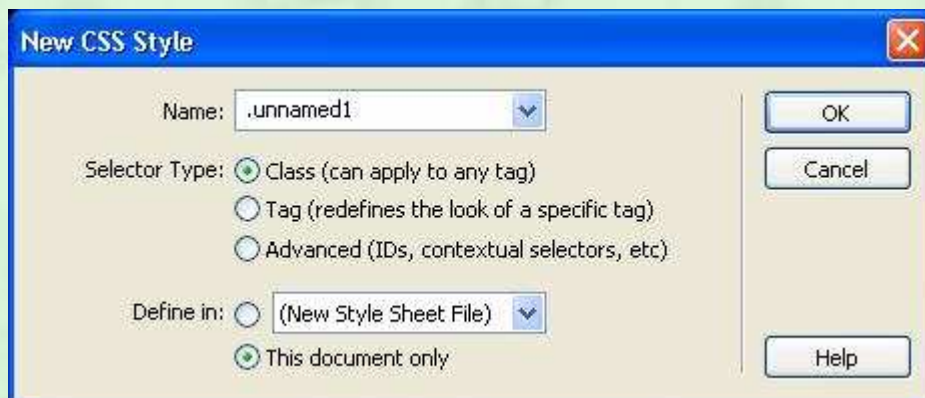 New CSS Style
Name: .unnamed1
OK
Selector Type: Class (can apply to any tag)
Cancel
Tag (redefines the look of a specific tag)
Advanced (IDs, contextual selectors, etc)
Define in: (New Style Sheet File)
This document only
Help